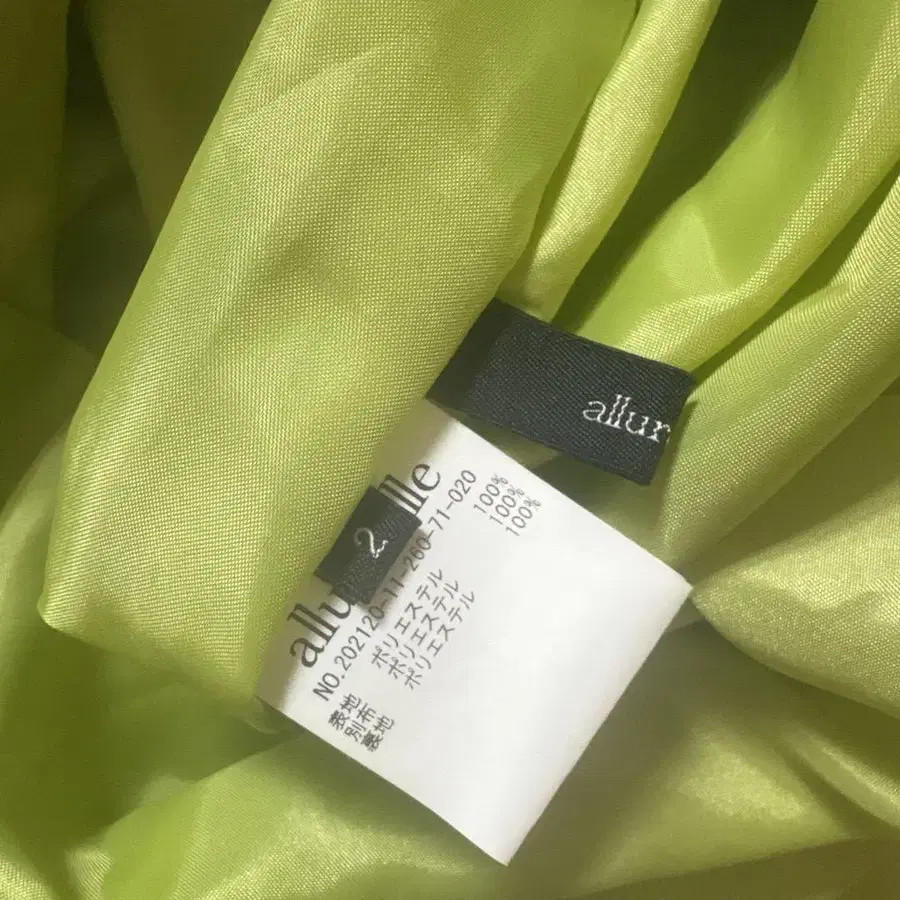 allur
2
NO.202120-11-260-71-020
表地 ポリエステル 100%
別布 ポリエステル 100%
裏地 ポリエステル 100%